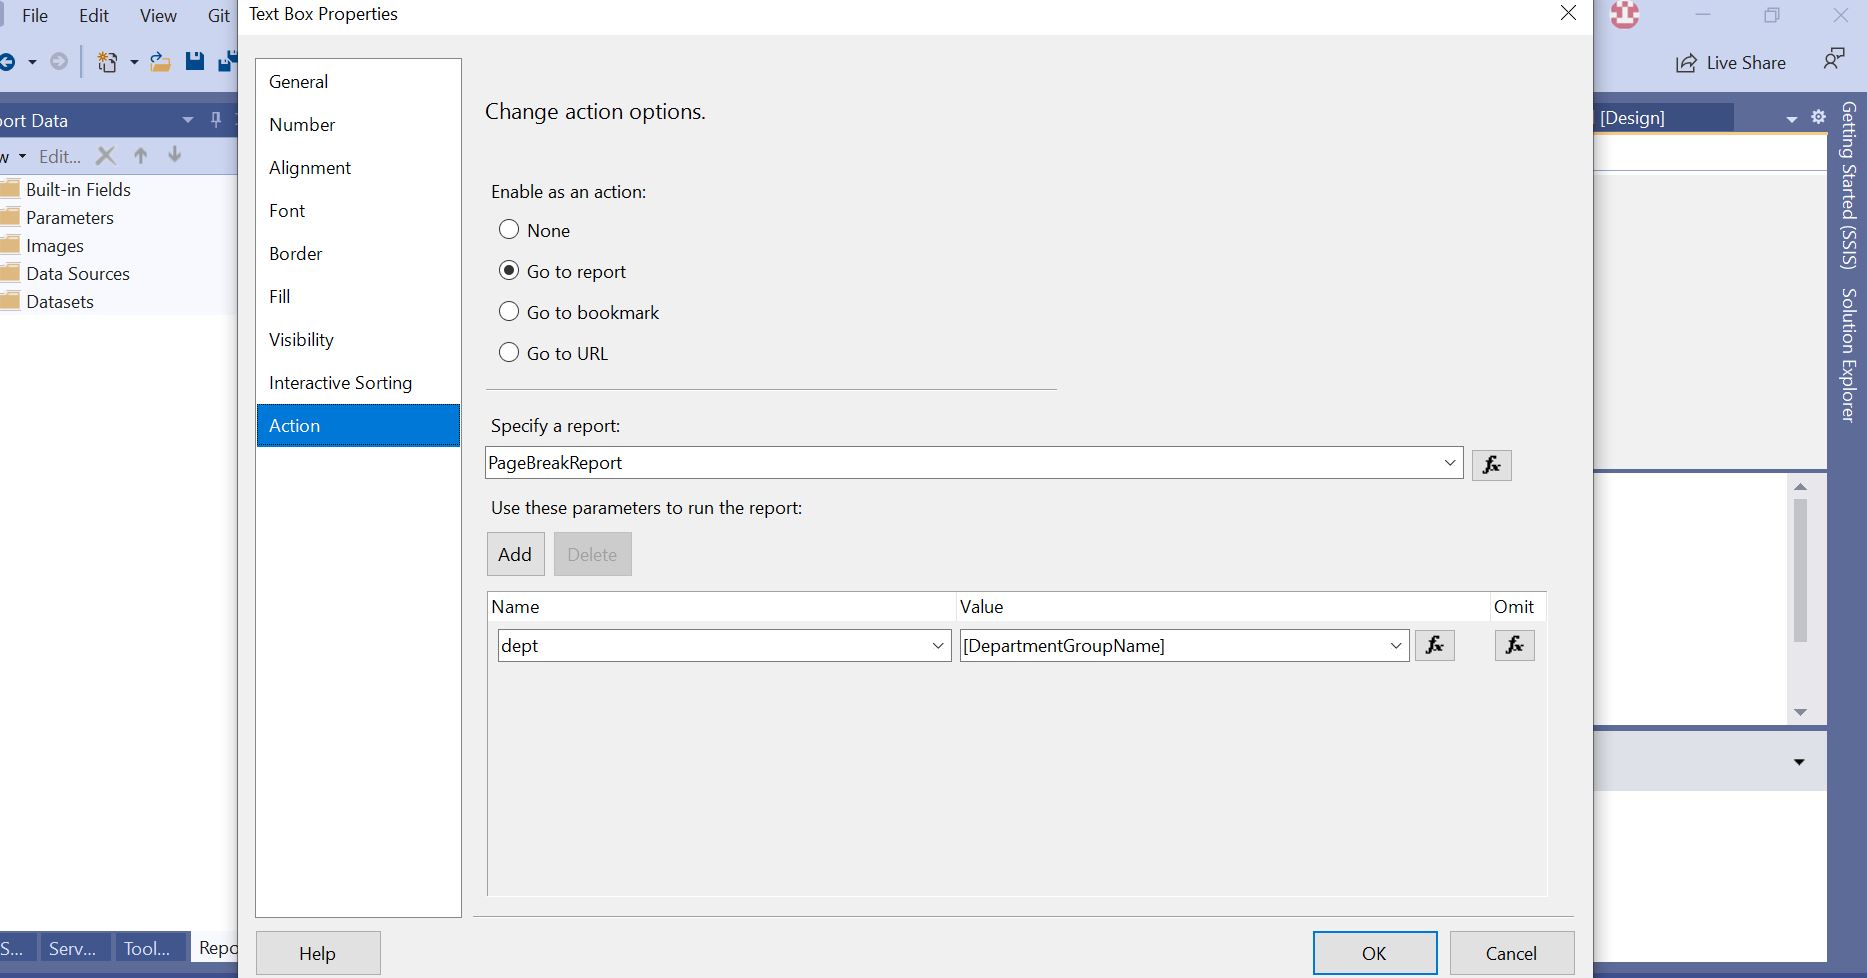 File Edit View Git
Text Box Properties
Live Share
ort Data
Edit...
Built-in Fields
Parameters
Images
Data Sources
Datasets
General
Number
Alignment
Font
Border
Fill
Visibility
Interactive Sorting
Action
Change action options.
Enable as an action:
None
Go to report
Go to bookmark
Go to URL
Specify a report:
PageBreakReport
fx
Use these parameters to run the report:
Add Delete
Name Value Omit
dept [DepartmentGroupName] fx fx
Help OK Cancel
[Design]
Getting Started (SSIS)
Solution Explorer
S... Serv... Tool... Repo